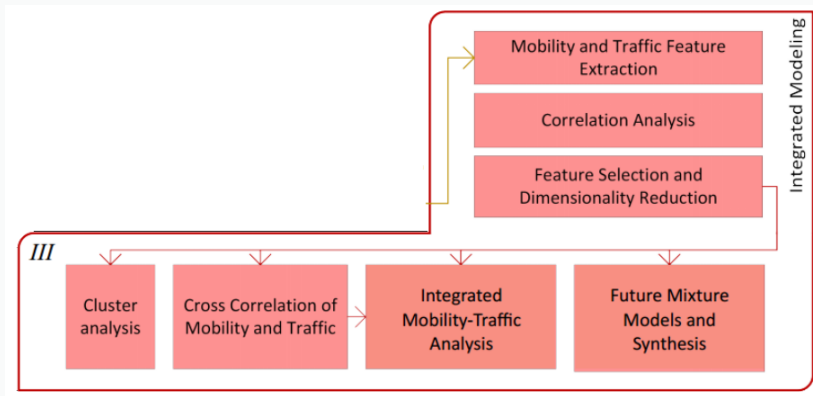 Mobility and Traffic Feature
Extraction
Correlation Analysis
Feature Selection and
Dimensionality Reduction
Integrated Modeling
III
Cluster
analysis
Cross Correlation of
Mobility and Traffic
Integrated
Mobility-Traffic
Analysis
Future Mixture
Models and
Synthesis